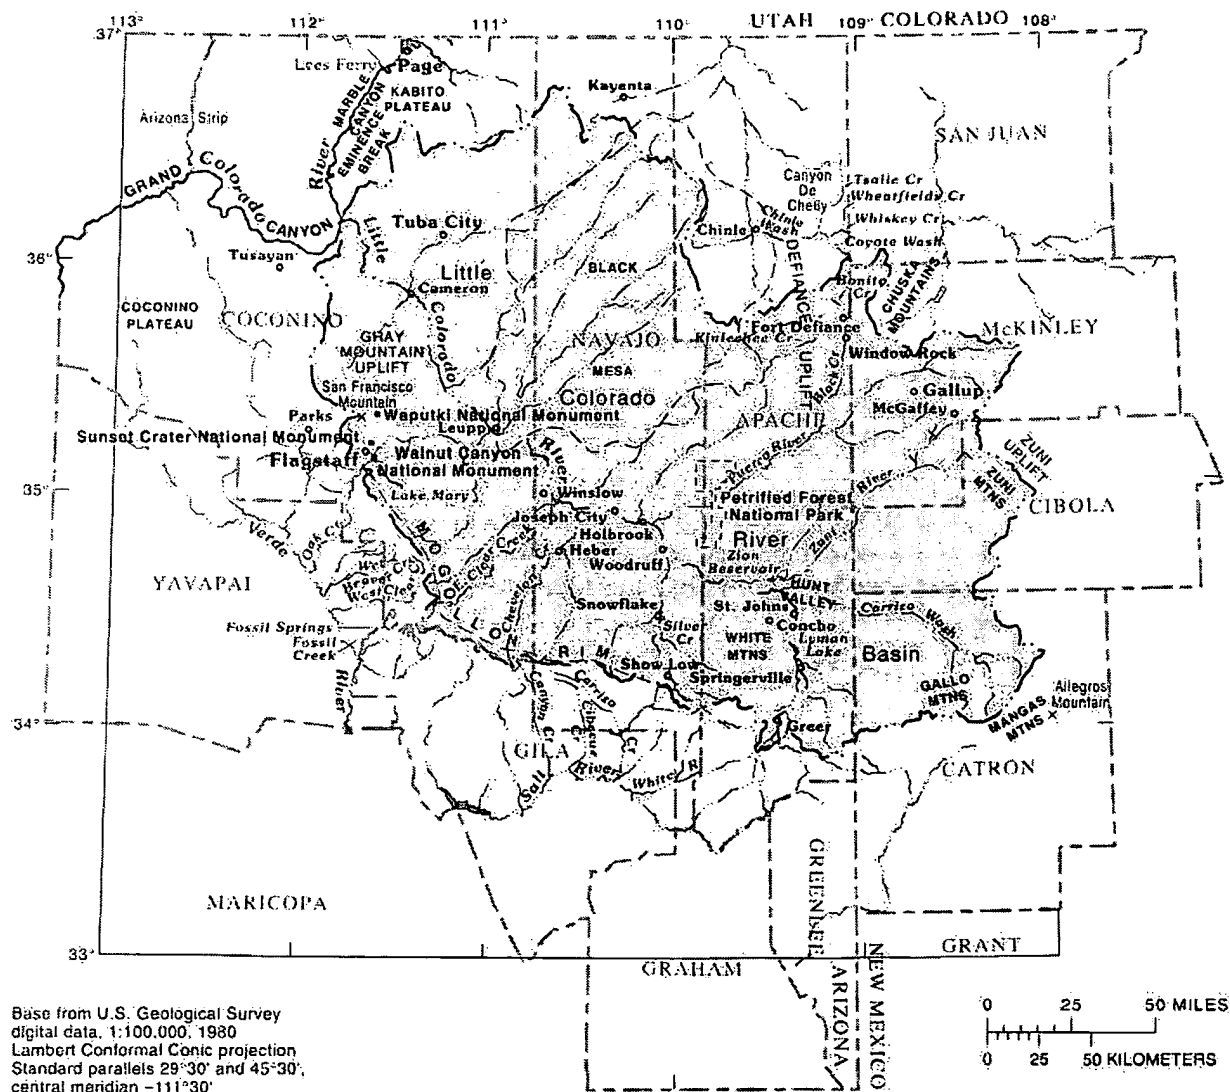 113°
112°
111°
110°
UTAH
109°
COLORADO
108°
37°
Lees Ferry
Page
Kayenta
MARBLE
CANYON
EMINENCE
BREAK
KABITO
PLATEAU
Arizona Strip
SAN JUAN
River
Canyon
De
Chelly
Tsalie Cr
Wheatfields Cr
GRAND
Colorado
CANYON
Whiskey Cr
Chinle
Wash
Chinle
Tuba City
Little
Coyote Wash
36°
Tusayan
Little
BLACK
DEFIANCE
UPLIFT
Bonito
Cr
CHUSKA
MOUNTAINS
Cameron
COCONINO
PLATEAU
COCONINO
Colorado
NAVAJO
Fort Defiance
Kinlechee Cr
McKINLEY
GRAY
MOUNTAIN
UPLIFT
Window Rock
MESA
Black Cr
San Francisco
Mountain
Colorado
Gallup
McGaffey
Parks
Waputki National Monument
Leupp
APACHE
Sunset Crater National Monument
River
ZUNI
UPLIFT
Flagstaff
Walnut Canyon
National Monument
Puerco River
ZUNI
MTNS
35°
Lake Mary
Winslow
Petrified Forest
National Park
River
CIBOLA
Joseph City
Verde
Oak Cr
MOGOLLON
RIM
Clear Creek
Holbrook
Heber
River
Zuni
Woodruff
Zion
Reservoir
YAVAPAI
Wet
Beaver Cr
West Clear Cr
Chevelon
HUNT
VALLEY
Snowflake
St. Johns
Carrizo Wash
Fossil Springs
Fossil
Creek
Silver
Cr
Concho
WHITE
MTNS
Lyman
Lake
Basin
Show Low
Springerville
River
Canyon
Cr
Carrizo
Cr
Cibecue
GALLO
MTNS
Allegros
Mountain
MANGAS
MTNS
34°
Greer
GILA
Salt
River
White R
CATRON
GREENLEE
MARICOPA
33°
GRAHAM
GRANT
ARIZONA
NEW MEXICO
Base from U.S. Geological Survey
digital data, 1:100,000, 1980
Lambert Conformal Conic projection
Standard parallels 29°30' and 45°30',
central meridian –111°30'
0 25 50 MILES
0 25 50 KILOMETERS